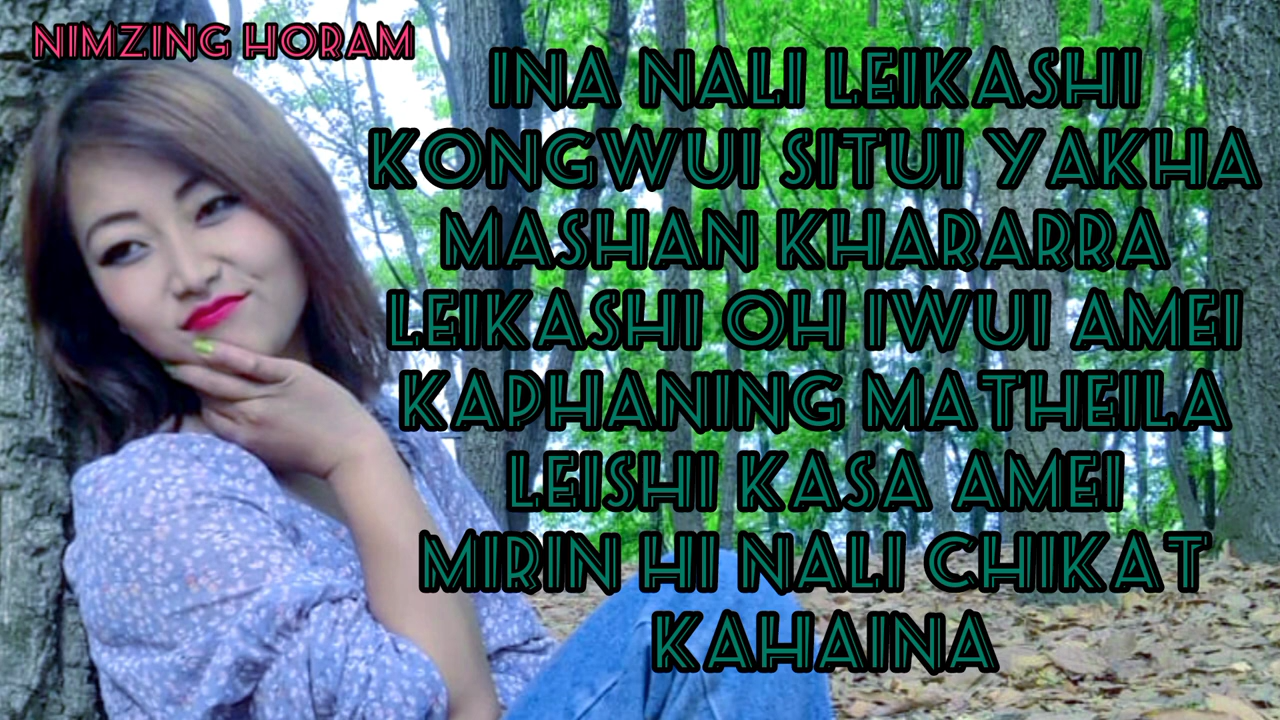 NIMZING HORAM
INA NALI LEIKASHI
KONGWUI SITUI YAKHA
MASHAN KHARARRA
LEIKASHI OH IWUI AMEI
KAPHANING MATHEILA
LEISHI KASA AMEI
MIRIN HI NALI CHIKAT
KAHAINA